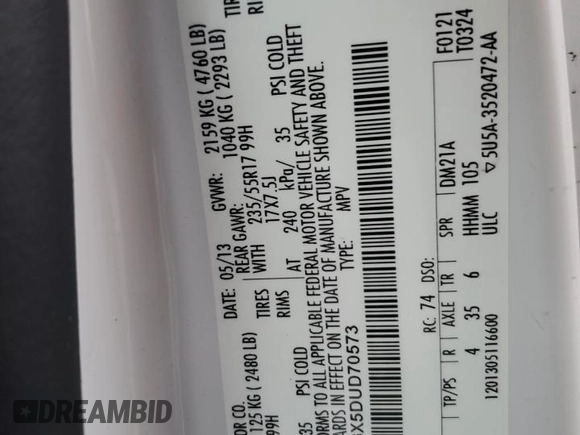 F0121
T0324
DATE: 05/13 GVWR: 2159 KG ( 4760 LB)
OR CO. REAR GAWR: 1040 KG ( 2293 LB)
125 KG ( 2480 LB) WITH 235/55R17 99H TIRE
99H TIRES 17X7.5J RI
RIMS AT 240 kPa/ 35 PSI COLD
35 PSI COLD
ORMS TO ALL APPLICABLE FEDERAL MOTOR VEHICLE SAFETY AND THEFT
ARDS IN EFFECT ON THE DATE OF MANUFACTURE SHOWN ABOVE.
X5DUD70573 TYPE: MPV
RC: 74 DSO:
TP/PS R AXLE TR SPR DM21A
4 35 6 HHMM 105
1201305116600 ULC
▽5U5A-3520472-AA
DREAMBID